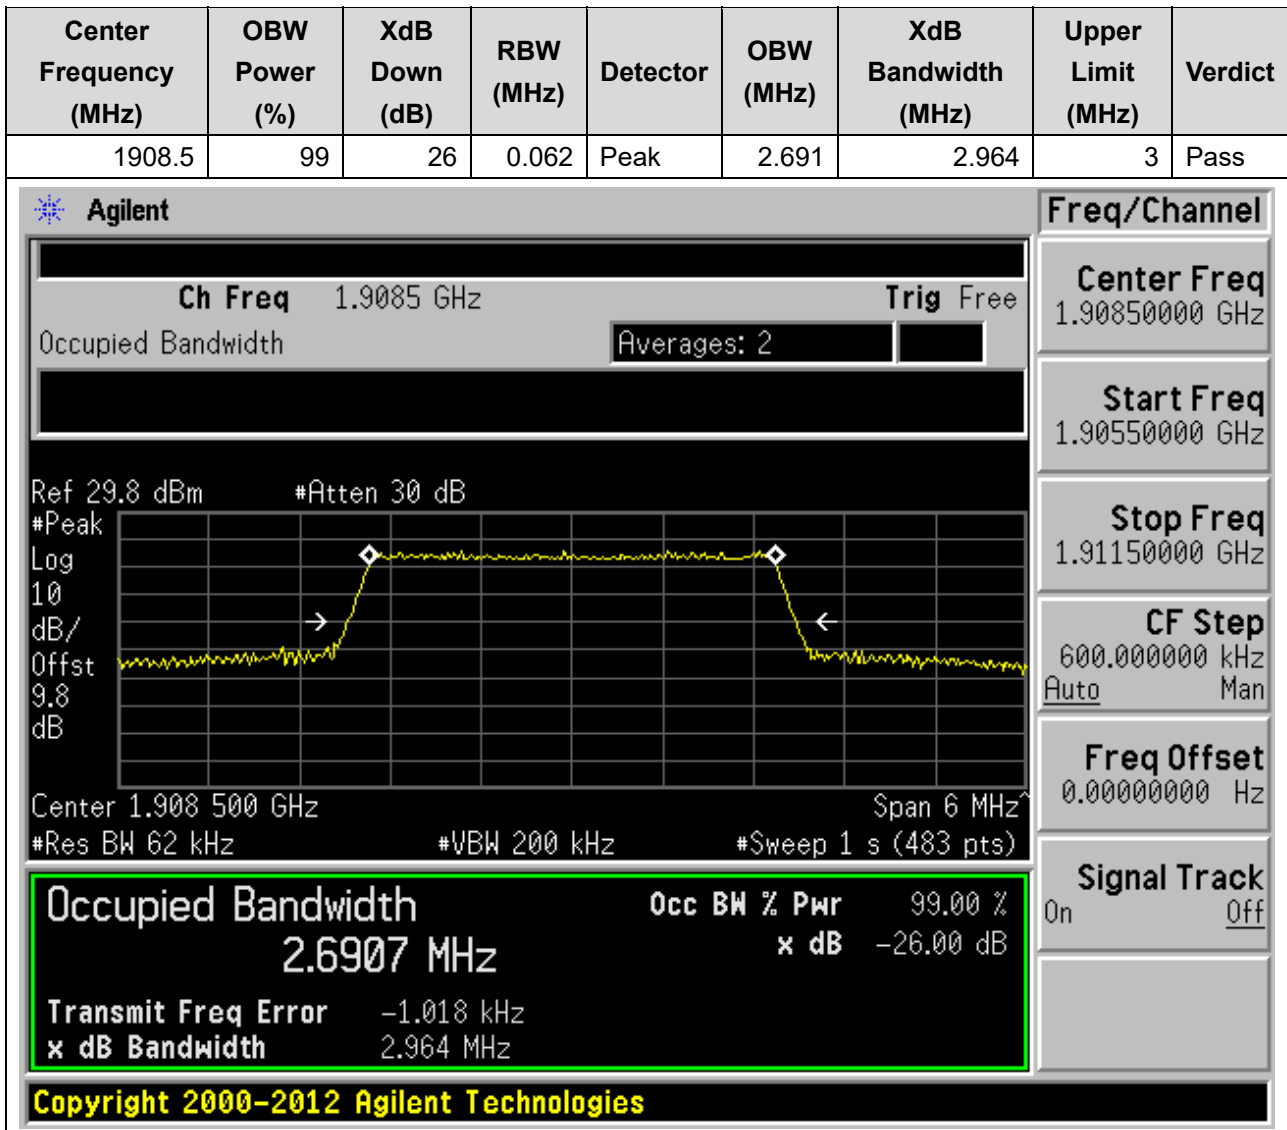 Center Frequency (MHz) OBW Power (%) XdB Down (dB) RBW (MHz) Detector OBW (MHz) XdB Bandwidth (MHz) Upper Limit (MHz) Verdict
1908.5 99 26 0.062 Peak 2.691 2.964 3 Pass
Agilent
Ch Freq 1.9085 GHz Trig Free
Occupied Bandwidth Averages: 2
Ref 29.8 dBm #Atten 30 dB
#Peak
Log
10
dB/
Offst
9.8
dB
Center 1.908 500 GHz Span 6 MHz^
#Res BW 62 kHz #VBW 200 kHz #Sweep 1 s (483 pts)
Occupied Bandwidth Occ BW % Pwr 99.00 %
2.6907 MHz x dB -26.00 dB
Transmit Freq Error -1.018 kHz
x dB Bandwidth 2.964 MHz
Copyright 2000-2012 Agilent Technologies
Freq/Channel
Center Freq
1.90850000 GHz
Start Freq
1.90550000 GHz
Stop Freq
1.91150000 GHz
CF Step
600.000000 kHz
Auto Man
Freq Offset
0.00000000 Hz
Signal Track
On Off